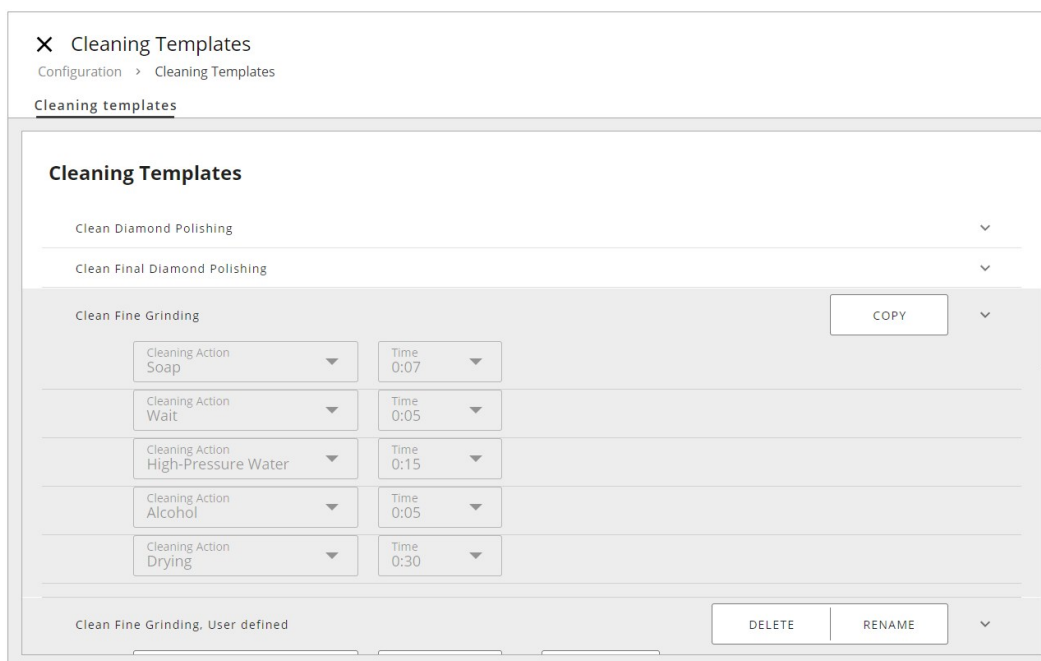 Cleaning Templates
Configuration > Cleaning Templates
Cleaning templates
Cleaning Templates
Clean Diamond Polishing
Clean Final Diamond Polishing
Clean Fine Grinding COPY
Cleaning Action Time
Soap 0:07
Cleaning Action Time
Wait 0:05
Cleaning Action Time
High-Pressure Water 0:15
Cleaning Action Time
Alcohol 0:05
Cleaning Action Time
Drying 0:30
Clean Fine Grinding, User defined DELETE RENAME